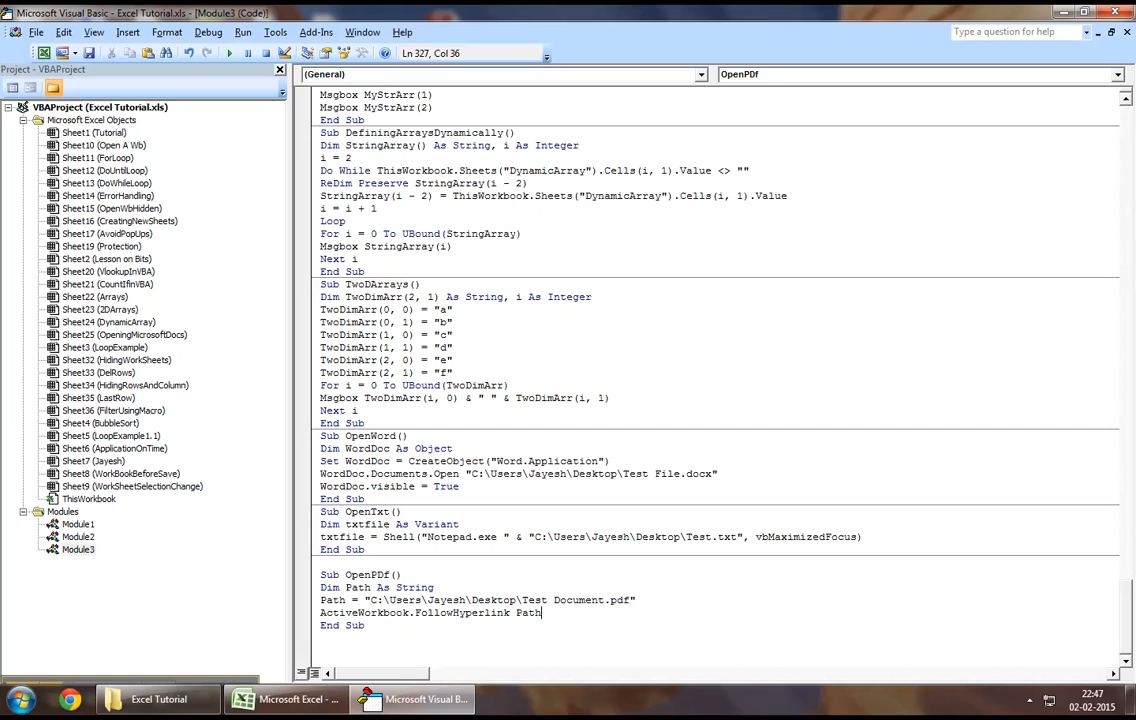 Microsoft Visual Basic - Excel Tutorial.xls - [Module3 (Code)]
File Edit View Insert Format Debug Run Tools Add-Ins Window Help
Type a question for help
Ln 327, Col 36
Project - VBAProject
(General)
OpenPDf
VBAProject (Excel Tutorial.xls)
Microsoft Excel Objects
Sheet1 (Tutorial)
Sheet10 (Open A Wb)
Sheet11 (ForLoop)
Sheet12 (DoUntilLoop)
Sheet13 (DoWhileLoop)
Sheet14 (ErrorHandling)
Sheet15 (OpenWbHidden)
Sheet16 (CreatingNewSheets)
Sheet17 (AvoidPopUps)
Sheet19 (Protection)
Sheet2 (Lesson on Bits)
Sheet20 (VlookupInVBA)
Sheet21 (CountIfinVBA)
Sheet22 (Arrays)
Sheet23 (2DArrays)
Sheet24 (DynamicArray)
Sheet25 (OpeningMicrosoftDocs)
Sheet3 (LoopExample)
Sheet32 (HidingWorkSheets)
Sheet33 (DelRows)
Sheet34 (HidingRowsAndColumn)
Sheet35 (LastRow)
Sheet36 (FilterUsingMacro)
Sheet4 (BubbleSort)
Sheet5 (LoopExample1.1)
Sheet6 (ApplicationOnTime)
Sheet7 (Jayesh)
Sheet8 (WorkBookBeforeSave)
Sheet9 (WorkSheetSelectionChange)
ThisWorkbook
Modules
Module1
Module2
Module3
Msgbox MyStrArr(1)
Msgbox MyStrArr(2)
End Sub
Sub DefiningArraysDynamically()
Dim StringArray() As String, i As Integer
i = 2
Do While ThisWorkbook.Sheets("DynamicArray").Cells(i, 1).Value <> ""
ReDim Preserve StringArray(i - 2)
StringArray(i - 2) = ThisWorkbook.Sheets("DynamicArray").Cells(i, 1).Value
i = i + 1
Loop
For i = 0 To UBound(StringArray)
Msgbox StringArray(i)
Next i
End Sub
Sub TwoDArrays()
Dim TwoDimArr(2, 1) As String, i As Integer
TwoDimArr(0, 0) = "a"
TwoDimArr(0, 1) = "b"
TwoDimArr(1, 0) = "c"
TwoDimArr(1, 1) = "d"
TwoDimArr(2, 0) = "e"
TwoDimArr(2, 1) = "f"
For i = 0 To UBound(TwoDimArr)
Msgbox TwoDimArr(i, 0) & " " & TwoDimArr(i, 1)
Next i
End Sub
Sub OpenWord()
Dim WordDoc As Object
Set WordDoc = CreateObject("Word.Application")
WordDoc.Documents.Open "C:\Users\Jayesh\Desktop\Test File.docx"
WordDoc.visible = True
End Sub
Sub OpenTxt()
Dim txtfile As Variant
txtfile = Shell("Notepad.exe " & "C:\Users\Jayesh\Desktop\Test.txt", vbMaximizedFocus)
End Sub
Sub OpenPDf()
Dim Path As String
Path = "C:\Users\Jayesh\Desktop\Test Document.pdf"
ActiveWorkbook.FollowHyperlink Path
End Sub
Excel Tutorial
Microsoft Excel - ...
Microsoft Visual B...
22:47
02-02-2015